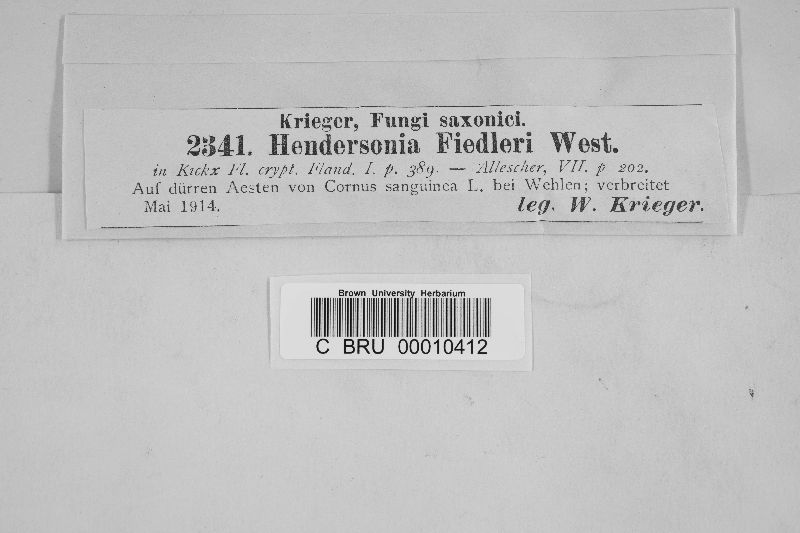 Krieger, Fungi saxonici.
2341. Hendersonia Fiedleri West.
in Kickx Fl. crypt. Fland. I. p. 389. — Allescher, VII. p 202.
Auf dürren Aesten von Cornus sanguinea L. bei Wehlen; verbreitet
Mai 1914. leg. W. Krieger.
Brown University Herbarium
C BRU 00010412